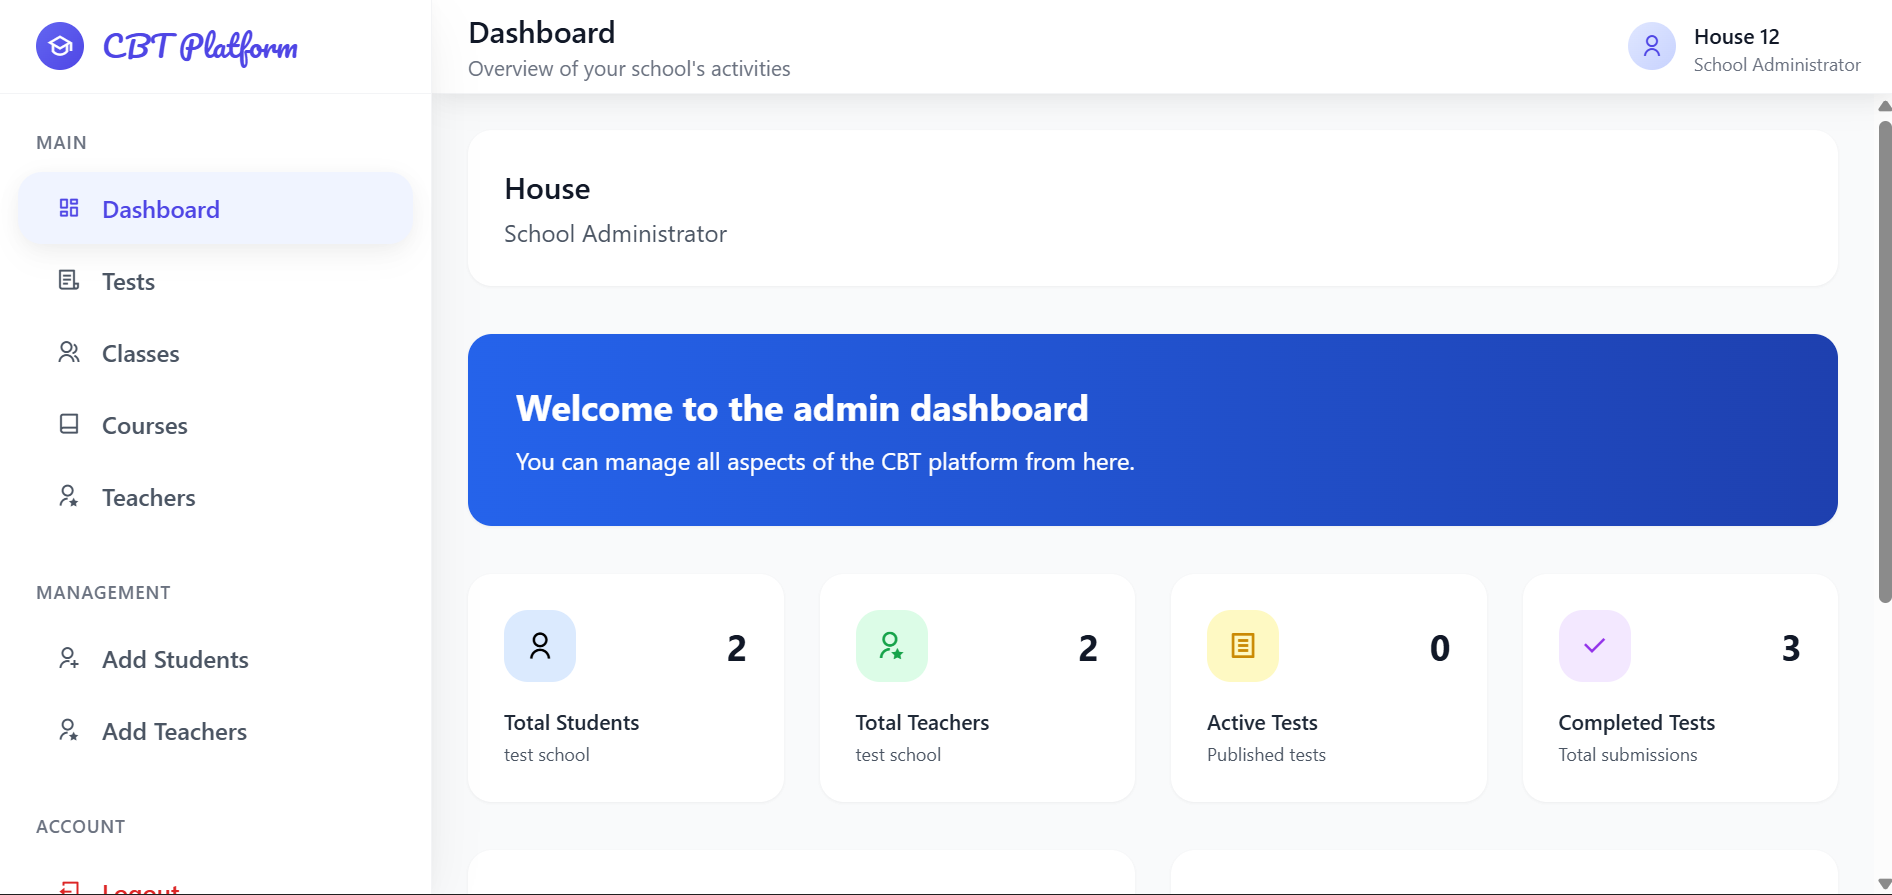 CBT Platform
MAIN
Dashboard
Tests
Classes
Courses
Teachers
MANAGEMENT
Add Students
Add Teachers
ACCOUNT
Logout
Dashboard
Overview of your school's activities
House 12
School Administrator
House
School Administrator
Welcome to the admin dashboard
You can manage all aspects of the CBT platform from here.
2
Total Students
test school
2
Total Teachers
test school
0
Active Tests
Published tests
3
Completed Tests
Total submissions